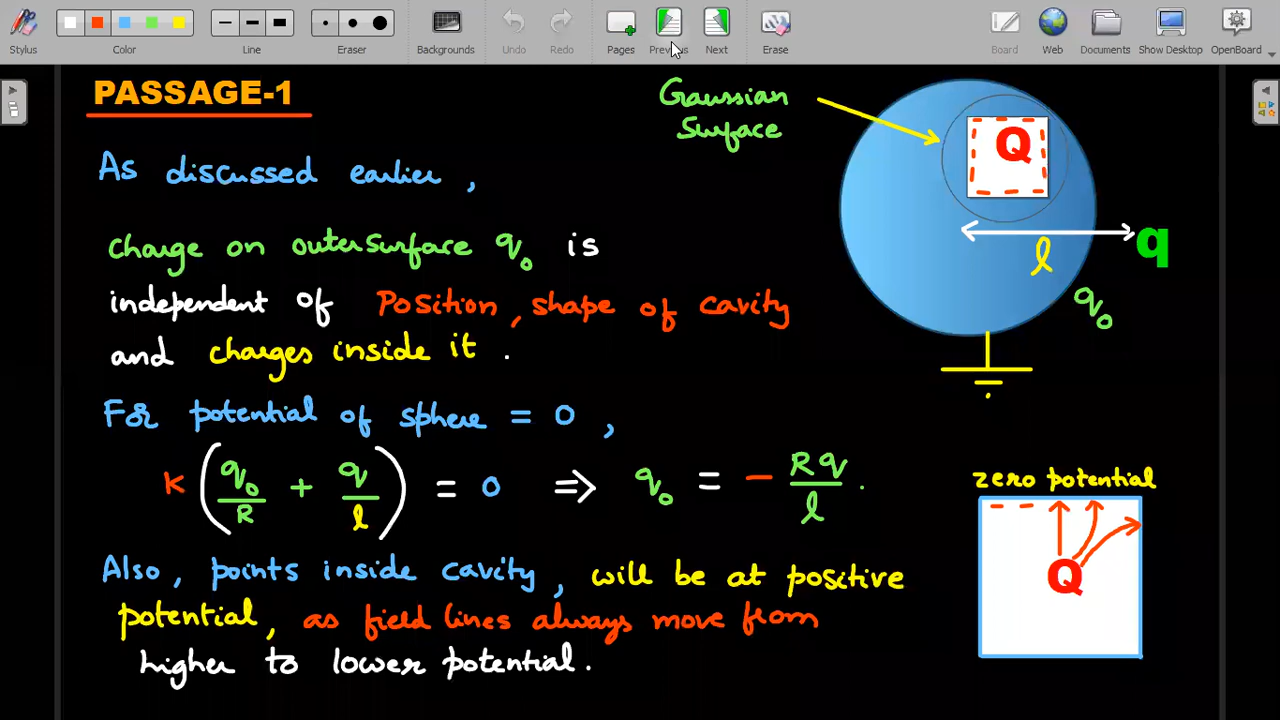 Stylus
Color
Line
Eraser
Backgrounds
Undo
Redo
Pages
Previous
Next
Erase
Board
Web
Documents
Show Desktop
OpenBoard
PASSAGE-1
As discussed earlier,
charge on outersurface q₀ is
independent of Position, shape of cavity
and charges inside it.
For potential of sphere = 0,
K(q₀/R + q/l) = 0 ⇒ q₀ = - Rq/l.
Also, points inside cavity, will be at positive
potential, as field lines always move from
higher to lower potential.
Gaussian
Surface
Q
q
l
q₀
zero potential
Q